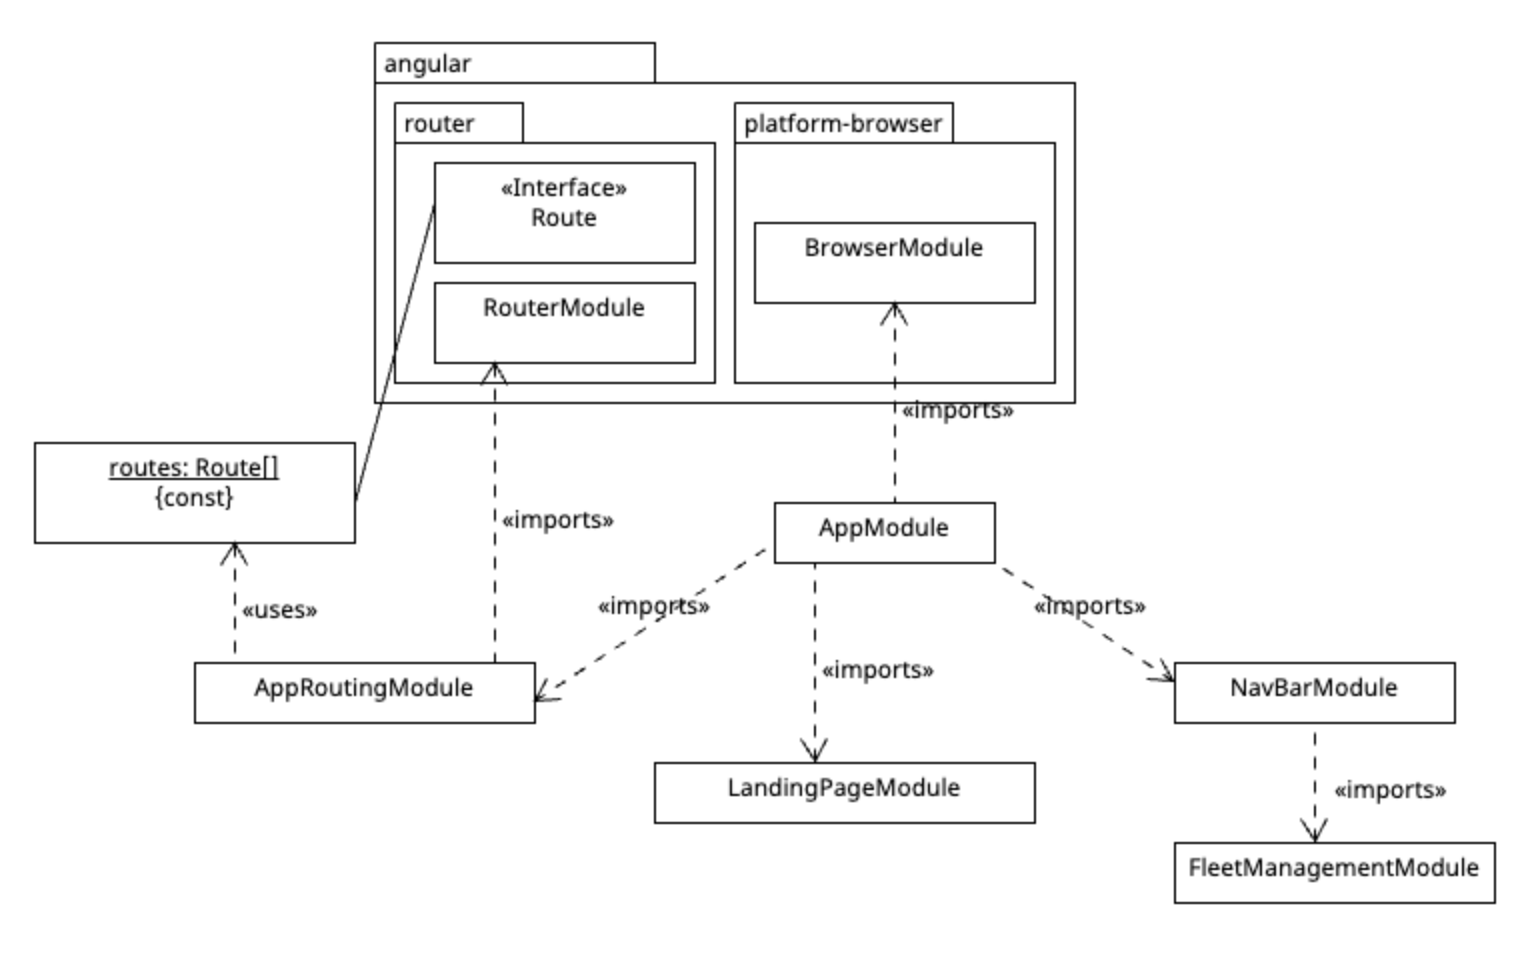 angular
router
platform-browser
«Interface»
Route
BrowserModule
RouterModule
«imports»
routes: Route[]
{const}
«imports»
AppModule
«uses»
«imports»
«imports»
«imports»
AppRoutingModule
NavBarModule
LandingPageModule
«imports»
FleetManagementModule